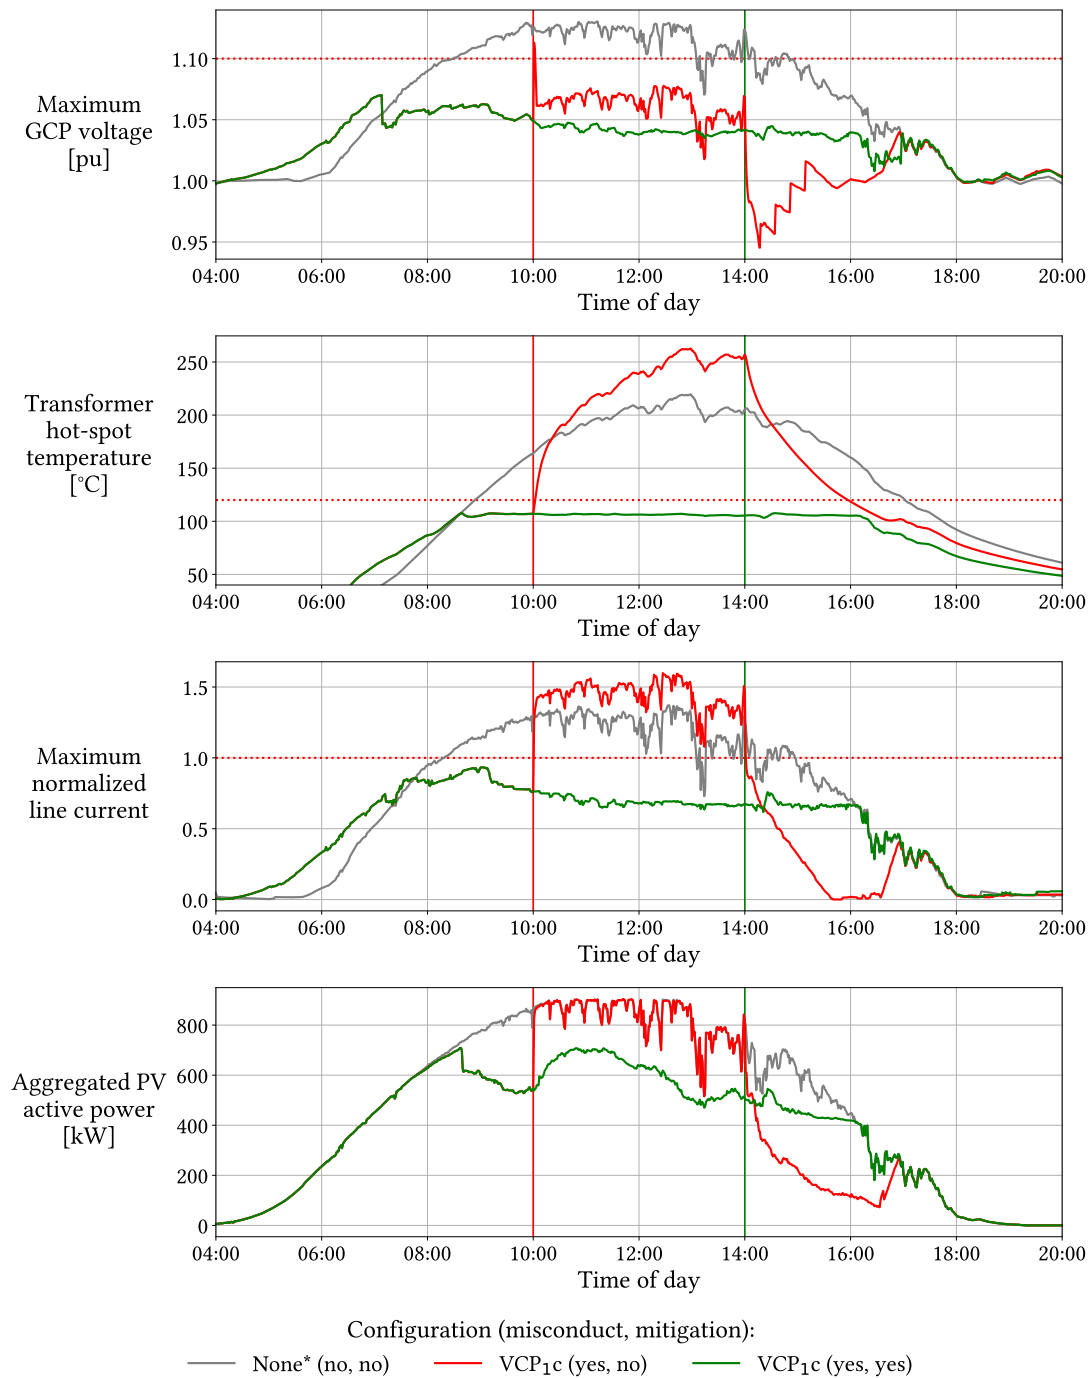 Maximum
GCP voltage
[pu]
1.10
1.05
1.00
0.95
04:00 06:00 08:00 10:00 12:00 14:00 16:00 18:00 20:00
Time of day
Transformer
hot-spot
temperature
[°C]
250
200
150
100
50
04:00 06:00 08:00 10:00 12:00 14:00 16:00 18:00 20:00
Time of day
Maximum
normalized
line current
1.5
1.0
0.5
0.0
04:00 06:00 08:00 10:00 12:00 14:00 16:00 18:00 20:00
Time of day
Aggregated PV
active power
[kW]
800
600
400
200
0
04:00 06:00 08:00 10:00 12:00 14:00 16:00 18:00 20:00
Time of day
Configuration (misconduct, mitigation):
None* (no, no) VCP₁c (yes, no) VCP₁c (yes, yes)